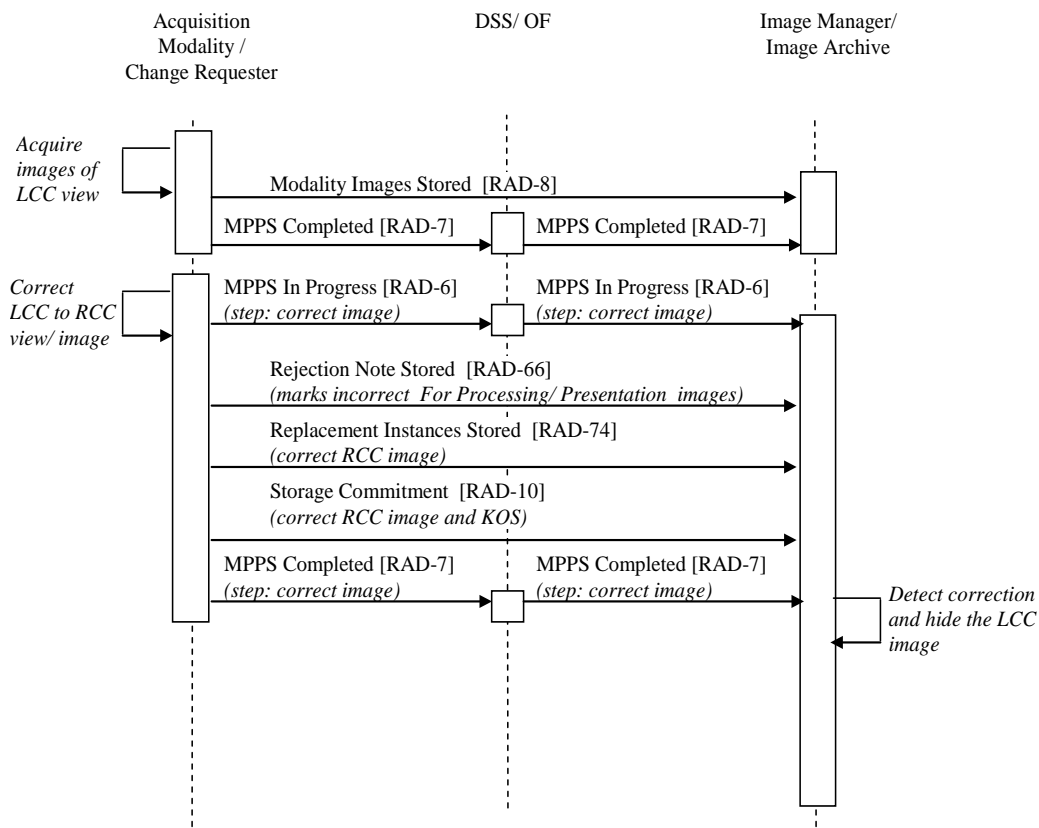 Acquisition
Modality /
Change Requester
DSS/ OF
Image Manager/
Image Archive
Acquire
images of
LCC view
Modality Images Stored [RAD-8]
MPPS Completed [RAD-7]
MPPS Completed [RAD-7]
Correct
LCC to RCC
view/ image
MPPS In Progress [RAD-6]
(step: correct image)
MPPS In Progress [RAD-6]
(step: correct image)
Rejection Note Stored [RAD-66]
(marks incorrect For Processing/ Presentation images)
Replacement Instances Stored [RAD-74]
(correct RCC image)
Storage Commitment [RAD-10]
(correct RCC image and KOS)
MPPS Completed [RAD-7]
(step: correct image)
MPPS Completed [RAD-7]
(step: correct image)
Detect correction
and hide the LCC
image